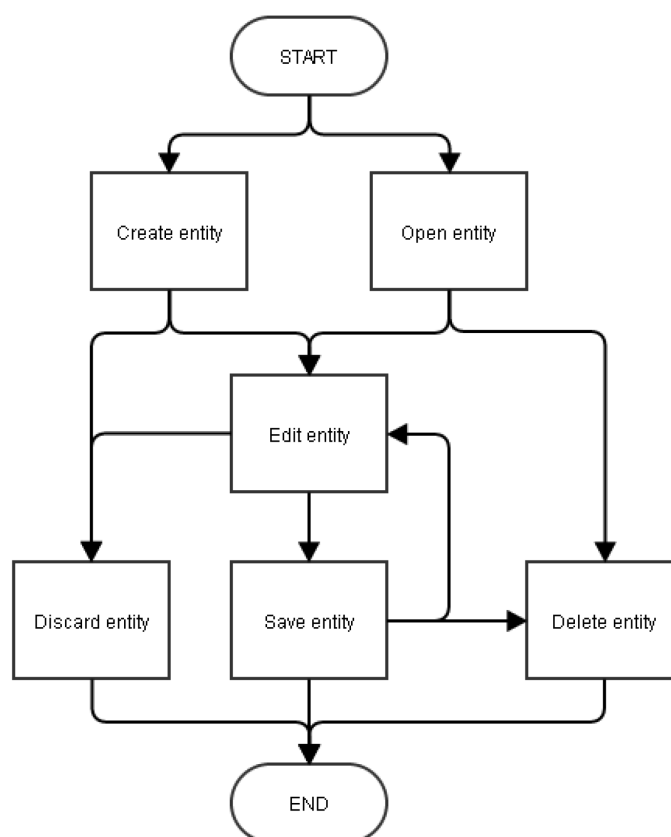 START
Create entity
Open entity
Edit entity
Discard entity
Save entity
Delete entity
END